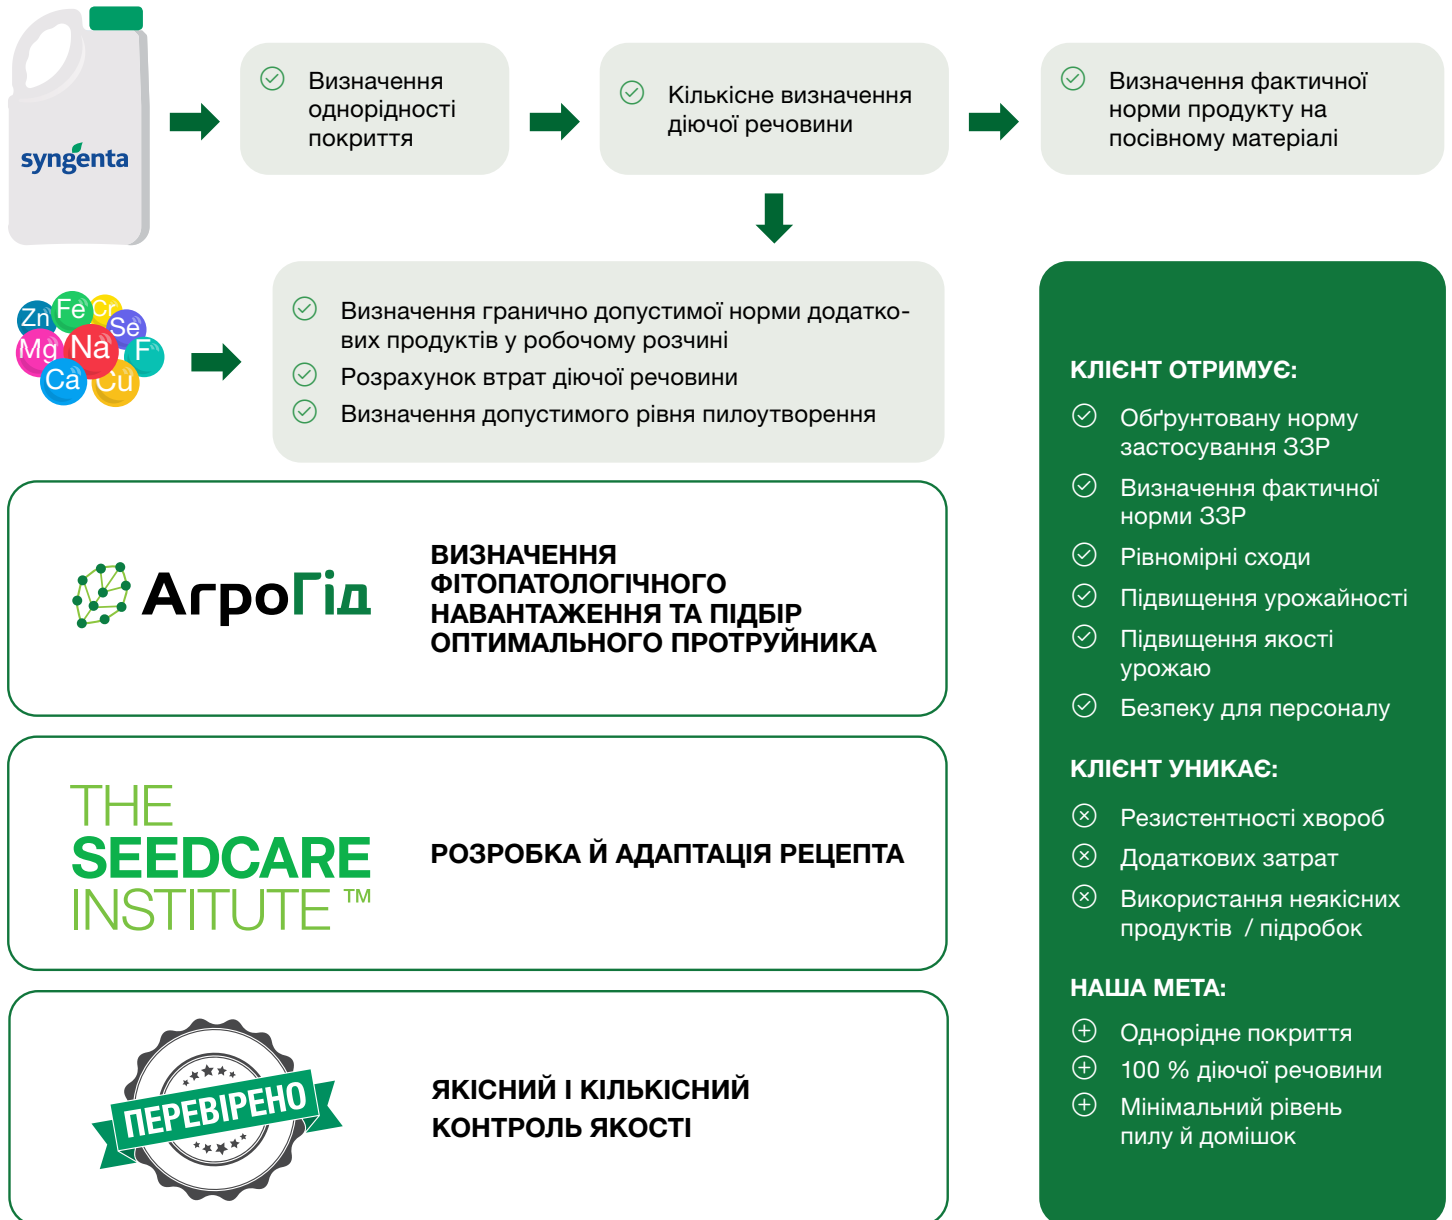 syngenta
Визначення
однорідності
покриття
Кількісне визначення
діючої речовини
Визначення фактичної
норми продукту на
посівному матеріалі
Zn
Fe
Cr
Se
Mg
Na
F
Ca
Cu
Визначення гранично допустимої норми додатко-
вих продуктів у робочому розчині
Розрахунок втрат діючої речовини
Визначення допустимого рівня пилоутворення
АгроГід
ВИЗНАЧЕННЯ
ФІТОПАТОЛОГІЧНОГО
НАВАНТАЖЕННЯ ТА ПІДБІР
ОПТИМАЛЬНОГО ПРОТРУЙНИКА
THE
SEEDCARE
INSTITUTE ™
РОЗРОБКА Й АДАПТАЦІЯ РЕЦЕПТА
ПЕРЕВІРЕНО
ЯКІСНИЙ І КІЛЬКІСНИЙ
КОНТРОЛЬ ЯКОСТІ
КЛІЄНТ ОТРИМУЄ:
Обґрунтовану норму
застосування ЗЗР
Визначення фактичної
норми ЗЗР
Рівномірні сходи
Підвищення урожайності
Підвищення якості
урожаю
Безпеку для персоналу
КЛІЄНТ УНИКАЄ:
Резистентності хвороб
Додаткових затрат
Використання неякісних
продуктів / підробок
НАША МЕТА:
Однорідне покриття
100 % діючої речовини
Мінімальний рівень
пилу й домішок